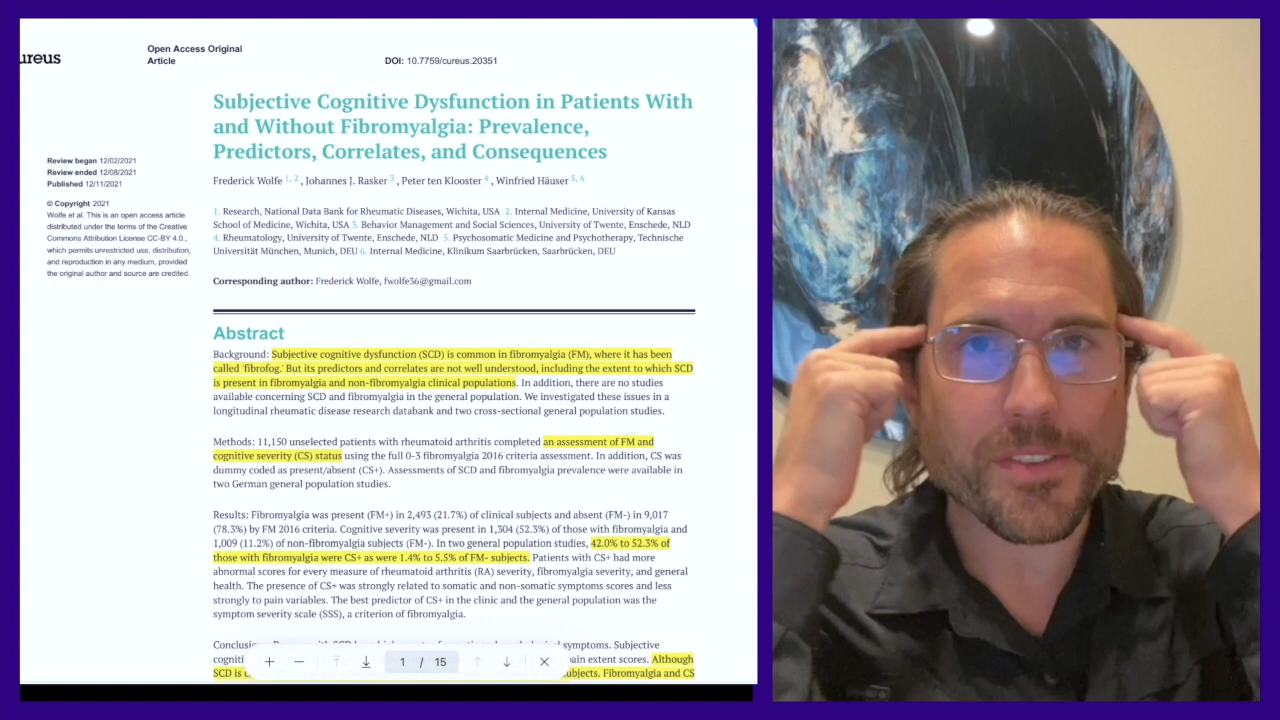 ureus
Open Access Original
Article
DOI: 10.7759/cureus.20351
Subjective Cognitive Dysfunction in Patients With
and Without Fibromyalgia: Prevalence,
Predictors, Correlates, and Consequences
Review began 12/02/2021
Review ended 12/08/2021
Published 12/11/2021
© Copyright 2021
Wolfe et al. This is an open access article
distributed under the terms of the Creative
Commons Attribution License CC-BY 4.0.,
which permits unrestricted use, distribution,
and reproduction in any medium, provided
the original author and source are credited.
Frederick Wolfe 1, 2 , Johannes J. Rasker 3 , Peter ten Klooster 4 , Winfried Häuser 5, 6
1. Research, National Data Bank for Rheumatic Diseases, Wichita, USA 2. Internal Medicine, University of Kansas
School of Medicine, Wichita, USA 3. Behavior Management and Social Sciences, University of Twente, Enschede, NLD
4. Rheumatology, University of Twente, Enschede, NLD 5. Psychosomatic Medicine and Psychotherapy, Technische
Universität München, Munich, DEU 6. Internal Medicine, Klinikum Saarbrücken, Saarbrücken, DEU
Corresponding author: Frederick Wolfe, fwolfe36@gmail.com
Abstract
Background: Subjective cognitive dysfunction (SCD) is common in fibromyalgia (FM), where it has been
called 'fibrofog.' But its predictors and correlates are not well understood, including the extent to which SCD
is present in fibromyalgia and non-fibromyalgia clinical populations. In addition, there are no studies
available concerning SCD and fibromyalgia in the general population. We investigated these issues in a
longitudinal rheumatic disease research databank and two cross-sectional general population studies.
Methods: 11,150 unselected patients with rheumatoid arthritis completed an assessment of FM and
cognitive severity (CS) status using the full 0-3 fibromyalgia 2016 criteria assessment. In addition, CS was
dummy coded as present/absent (CS+). Assessments of SCD and fibromyalgia prevalence were available in
two German general population studies.
Results: Fibromyalgia was present (FM+) in 2,493 (21.7%) of clinical subjects and absent (FM-) in 9,017
(78.3%) by FM 2016 criteria. Cognitive severity was present in 1,304 (52.3%) of those with fibromyalgia and
1,009 (11.2%) of non-fibromyalgia subjects (FM-). In two general population studies, 42.0% to 52.3% of
those with fibromyalgia were CS+ as were 1.4% to 5.5% of FM- subjects. Patients with CS+ had more
abnormal scores for every measure of rheumatoid arthritis (RA) severity, fibromyalgia severity, and general
health. The presence of CS+ was strongly related to somatic and non-somatic symptoms scores and less
strongly to pain variables. The best predictor of CS+ in the clinic and the general population was the
symptom severity scale (SSS), a criterion of fibromyalgia.
symptoms. Subjective
pain extent scores. Although
SCD is subjects. Fibromyalgia and CS
1 / 15